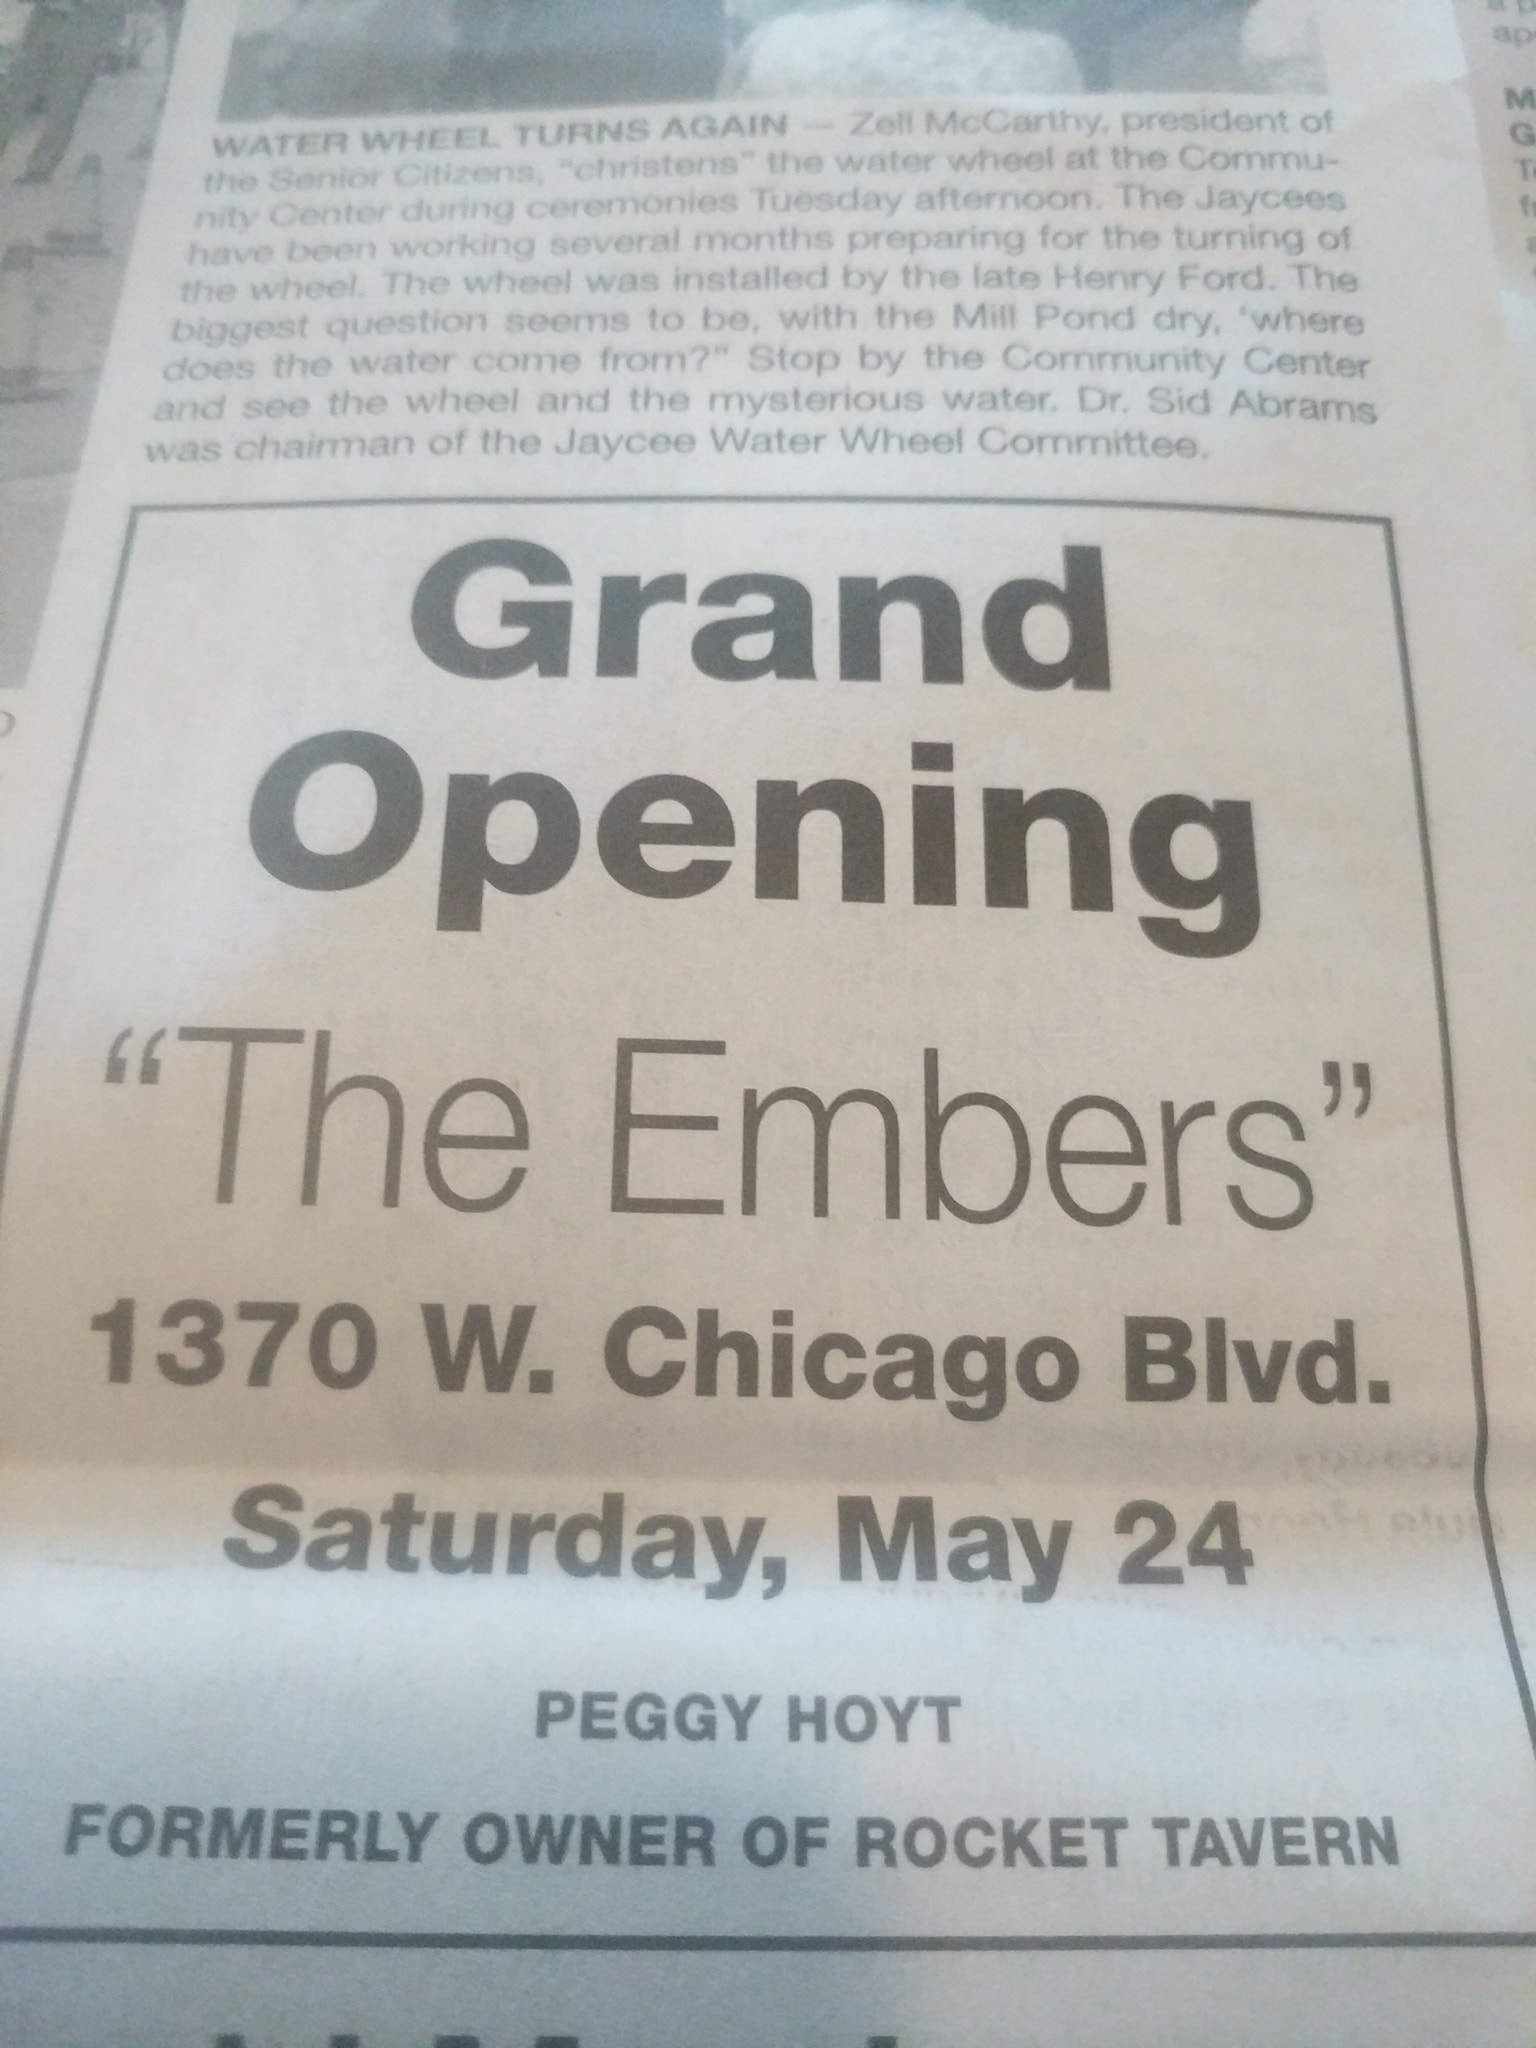 WATER WHEEL TURNS AGAIN — Zell McCarthy, president of
the Senior Citizens, "christens" the water wheel at the Commu-
nity Center during ceremonies Tuesday afternoon. The Jaycees
have been working several months preparing for the turning of
the wheel. The wheel was installed by the late Henry Ford. The
biggest question seems to be, with the Mill Pond dry, 'where
does the water come from?" Stop by the Community Center
and see the wheel and the mysterious water. Dr. Sid Abrams
was chairman of the Jaycee Water Wheel Committee.
Grand
Opening
“The Embers”
1370 W. Chicago Blvd.
Saturday, May 24
PEGGY HOYT
FORMERLY OWNER OF ROCKET TAVERN